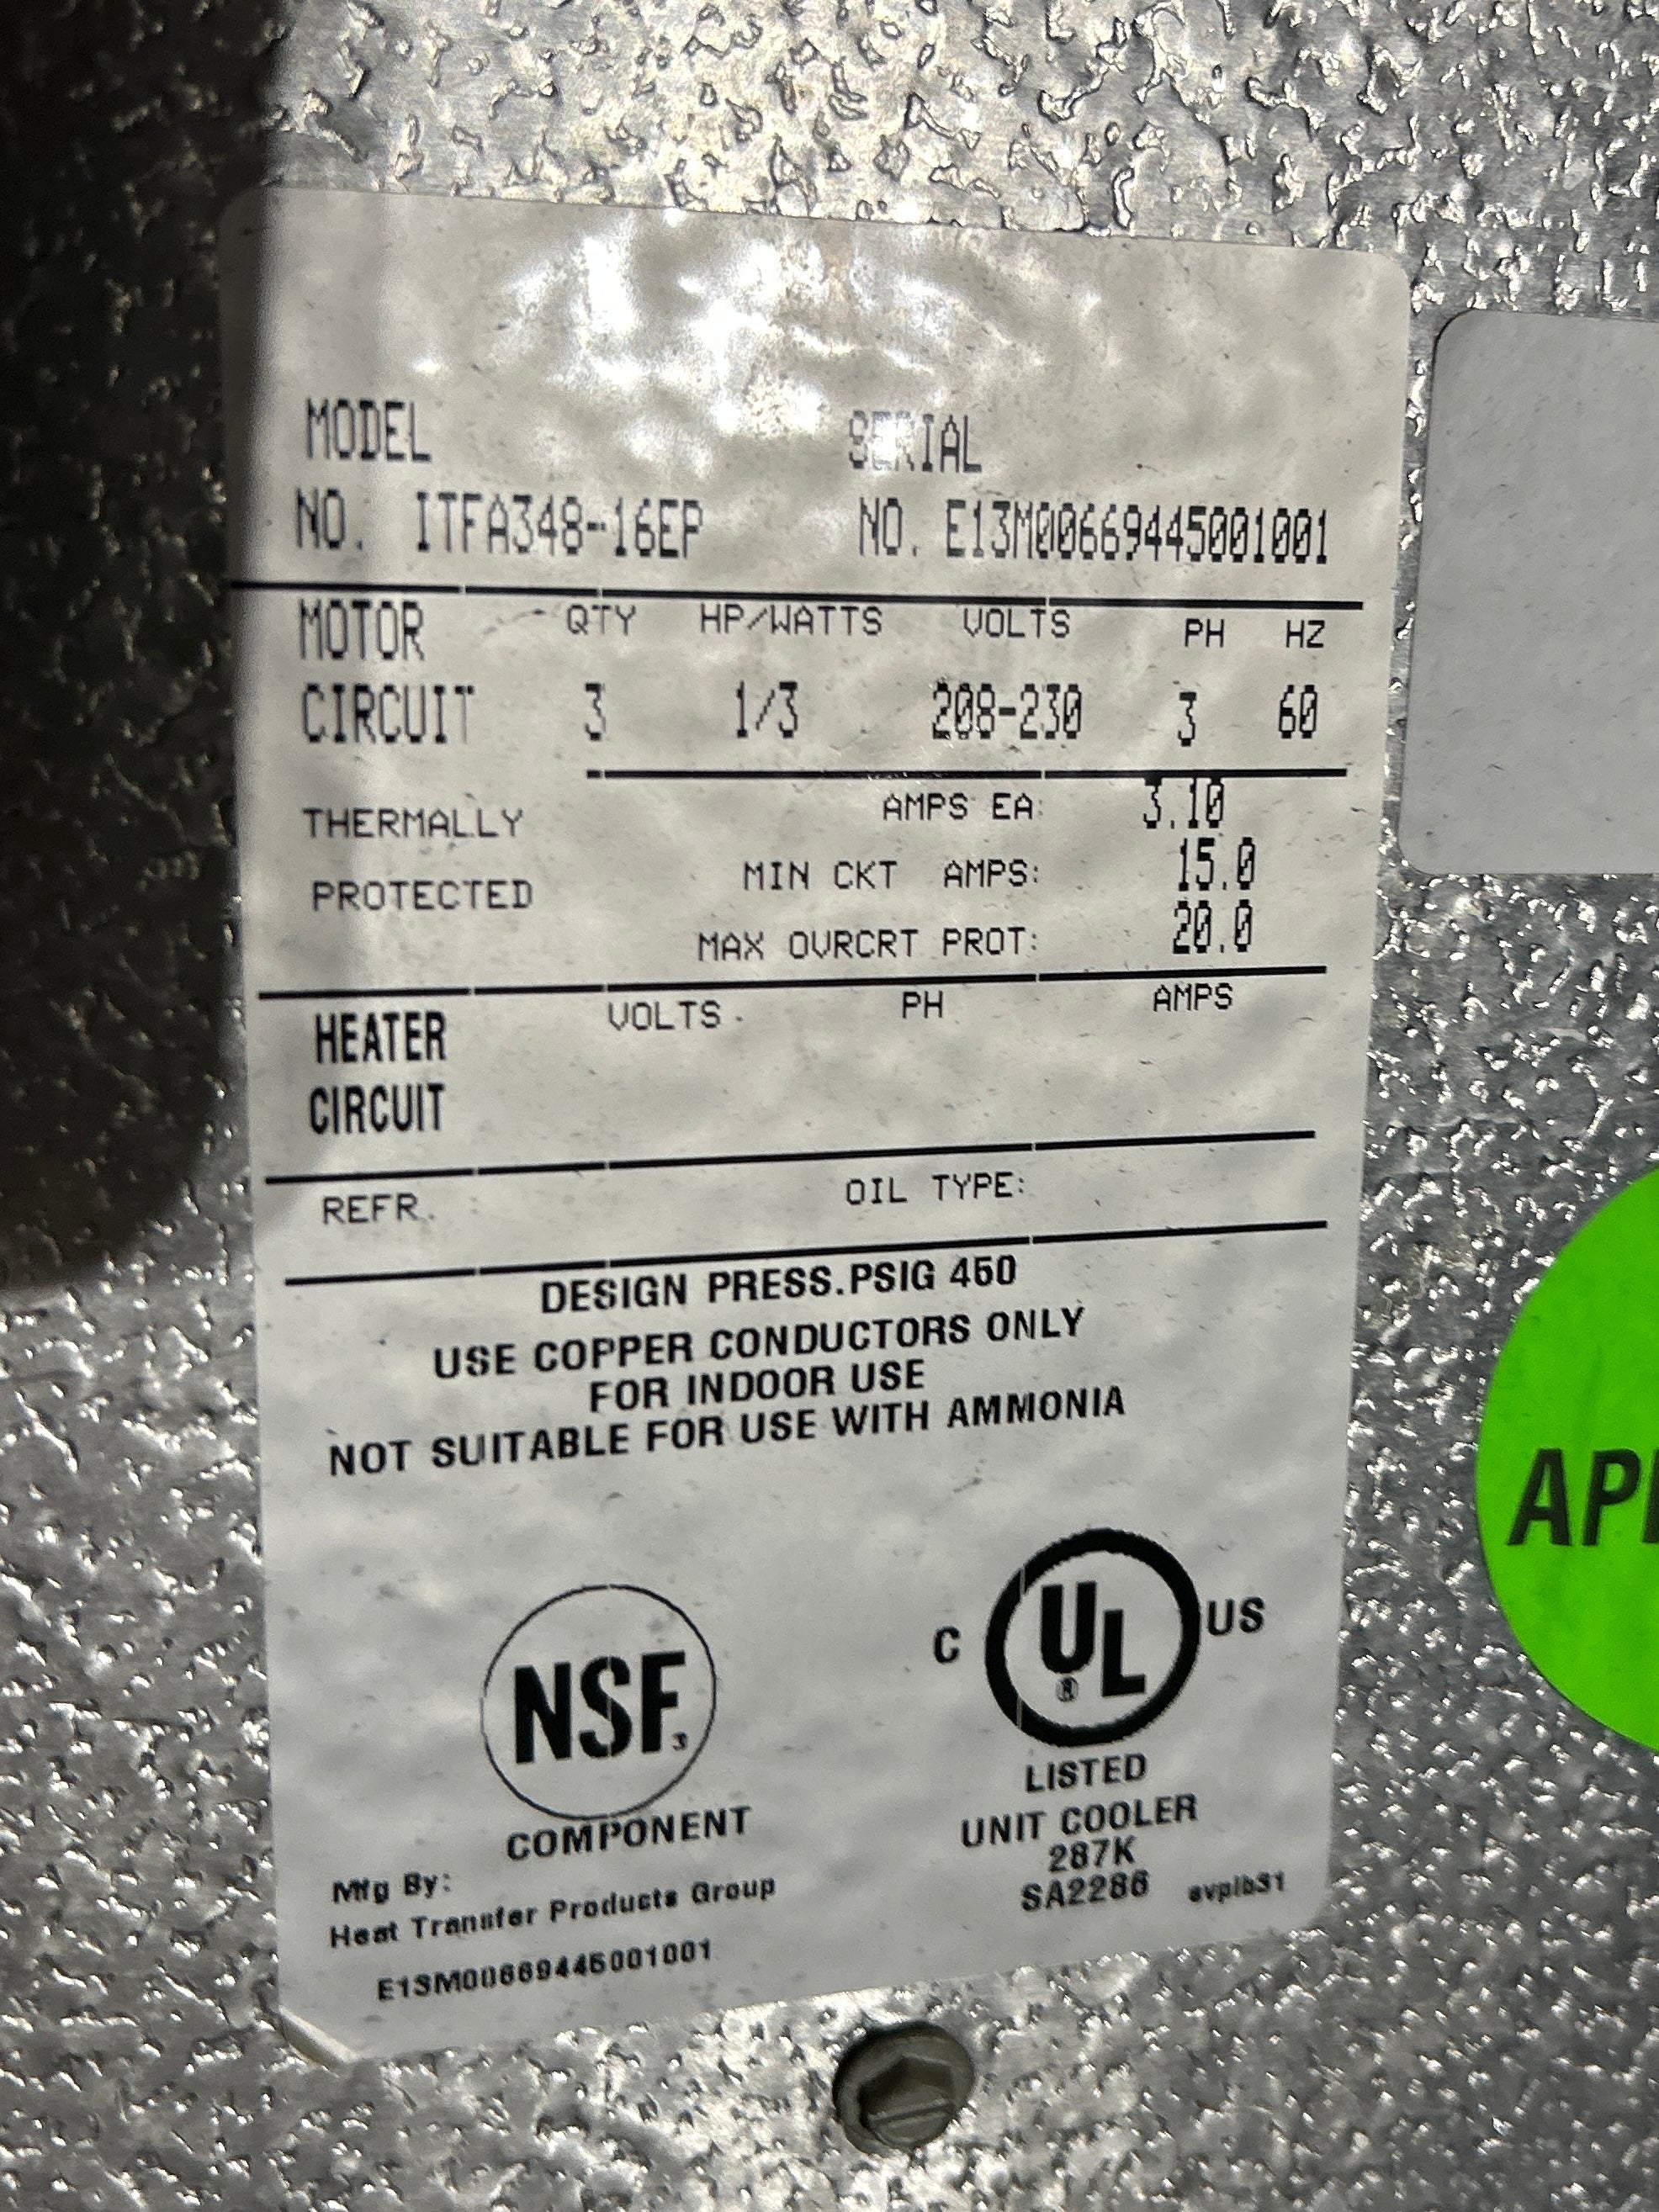 MODEL SERIAL
NO. ITFA348-16EP NO. E13M00669445001001
MOTOR QTY HP/WATTS VOLTS PH HZ
CIRCUIT 3 1/3 208-230 3 60
THERMALLY AMPS EA: 3.10
PROTECTED MIN CKT AMPS: 15.0
MAX OVRCRT PROT: 20.0
HEATER VOLTS PH AMPS
CIRCUIT
REFR. : OIL TYPE:
DESIGN PRESS.PSIG 450
USE COPPER CONDUCTORS ONLY
FOR INDOOR USE
NOT SUITABLE FOR USE WITH AMMONIA
NSF.
3
COMPONENT
C UL US
®
LISTED
UNIT COOLER
287K
SA2286 evplb31
Mfg By:
Heat Transfer Products Group
E13M00669445001001
AP